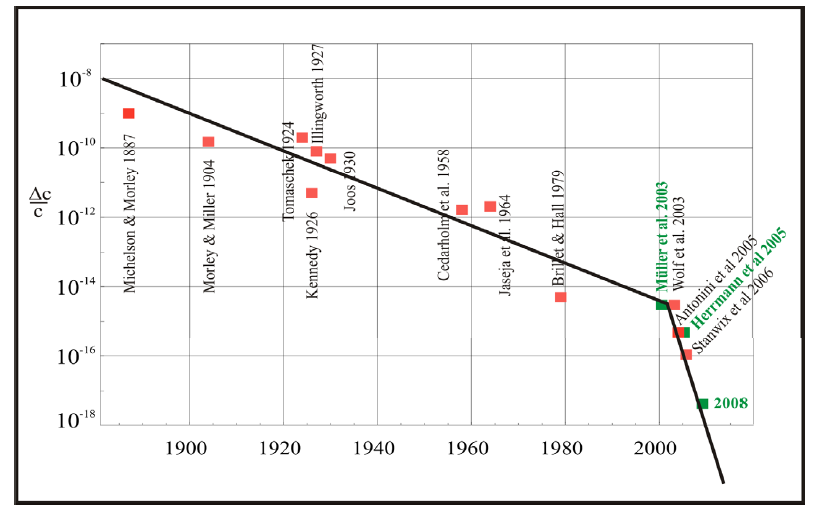 10⁻⁸
10⁻¹⁰
10⁻¹²
10⁻¹⁴
10⁻¹⁶
10⁻¹⁸
Δc
c
Michelson & Morley 1887
Morley & Miller 1904
Tomaschek 1924
Kennedy 1926
Illingworth 1927
Joos 1930
Cedarholm et al. 1958
Jaseja et al. 1964
Brillet & Hall 1979
Müller et al. 2003
Wolf et al. 2003
Antonini et al 2005
Herrmann et al 2005
Stanwix et al 2006
2008
1900
1920
1940
1960
1980
2000